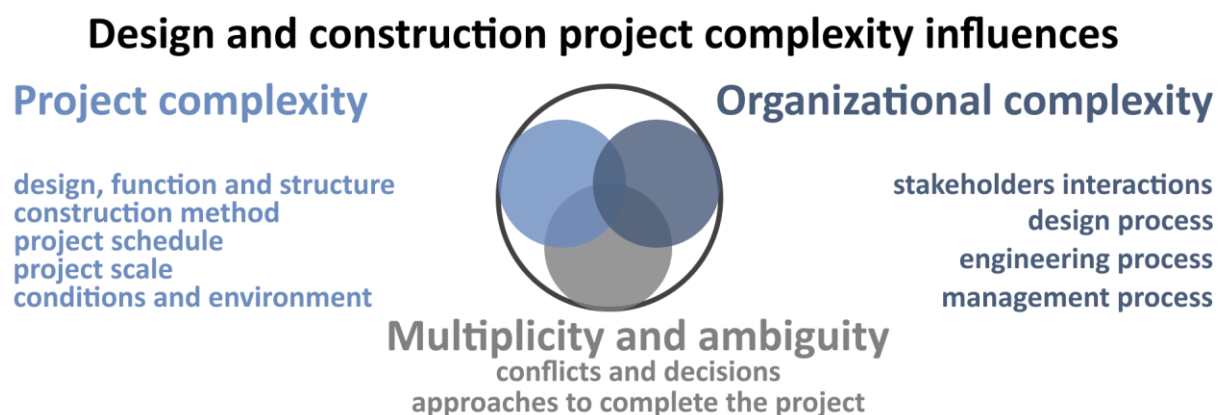 Design and construction project complexity influences
Project complexity
design, function and structure
construction method
project schedule
project scale
conditions and environment
Organizational complexity
stakeholders interactions
design process
engineering process
management process
Multiplicity and ambiguity
conflicts and decisions
approaches to complete the project